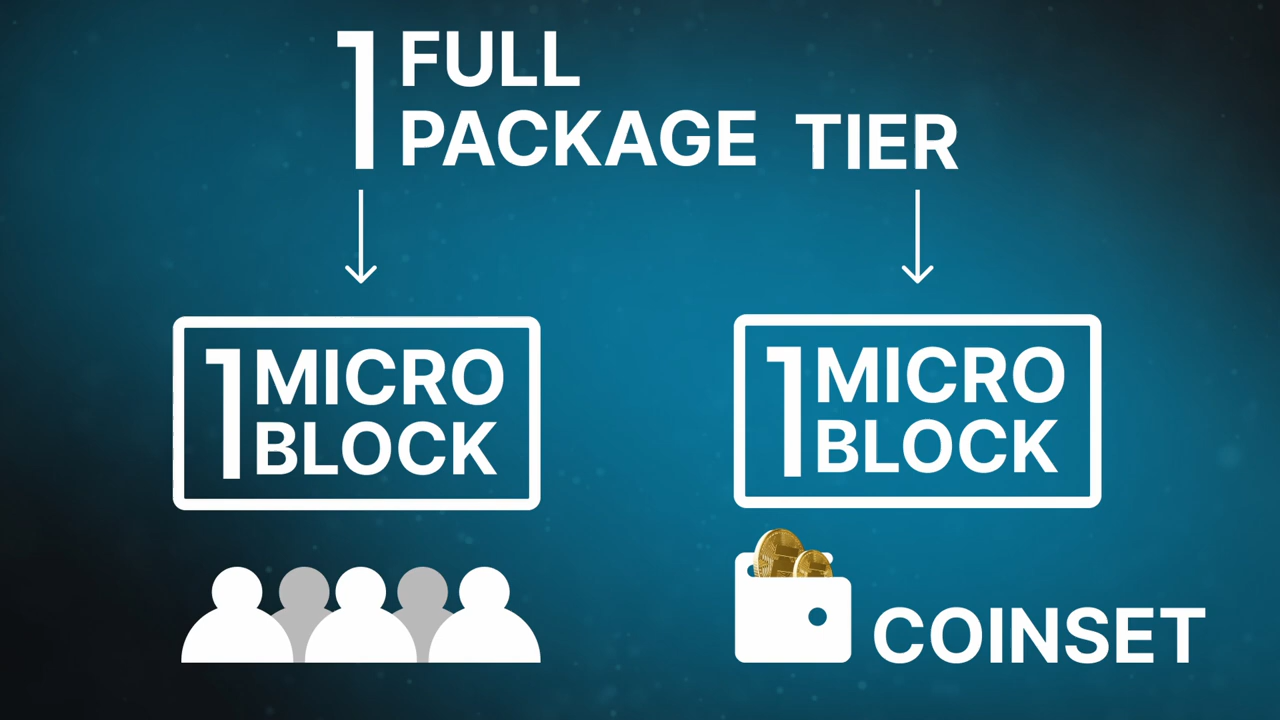 1 FULL
PACKAGE TIER
1 MICRO
BLOCK
1 MICRO
BLOCK
COINSET